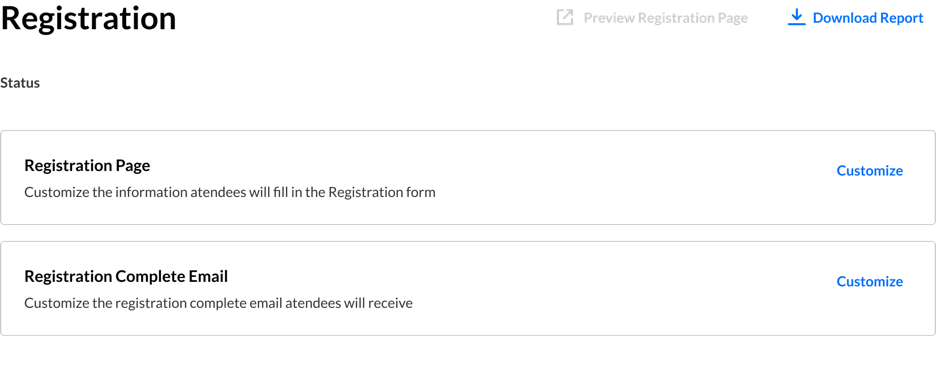 Registration
Preview Registration Page
Download Report
Status
Registration Page
Customize
Customize the information atendees will fill in the Registration form
Registration Complete Email
Customize
Customize the registration complete email atendees will receive